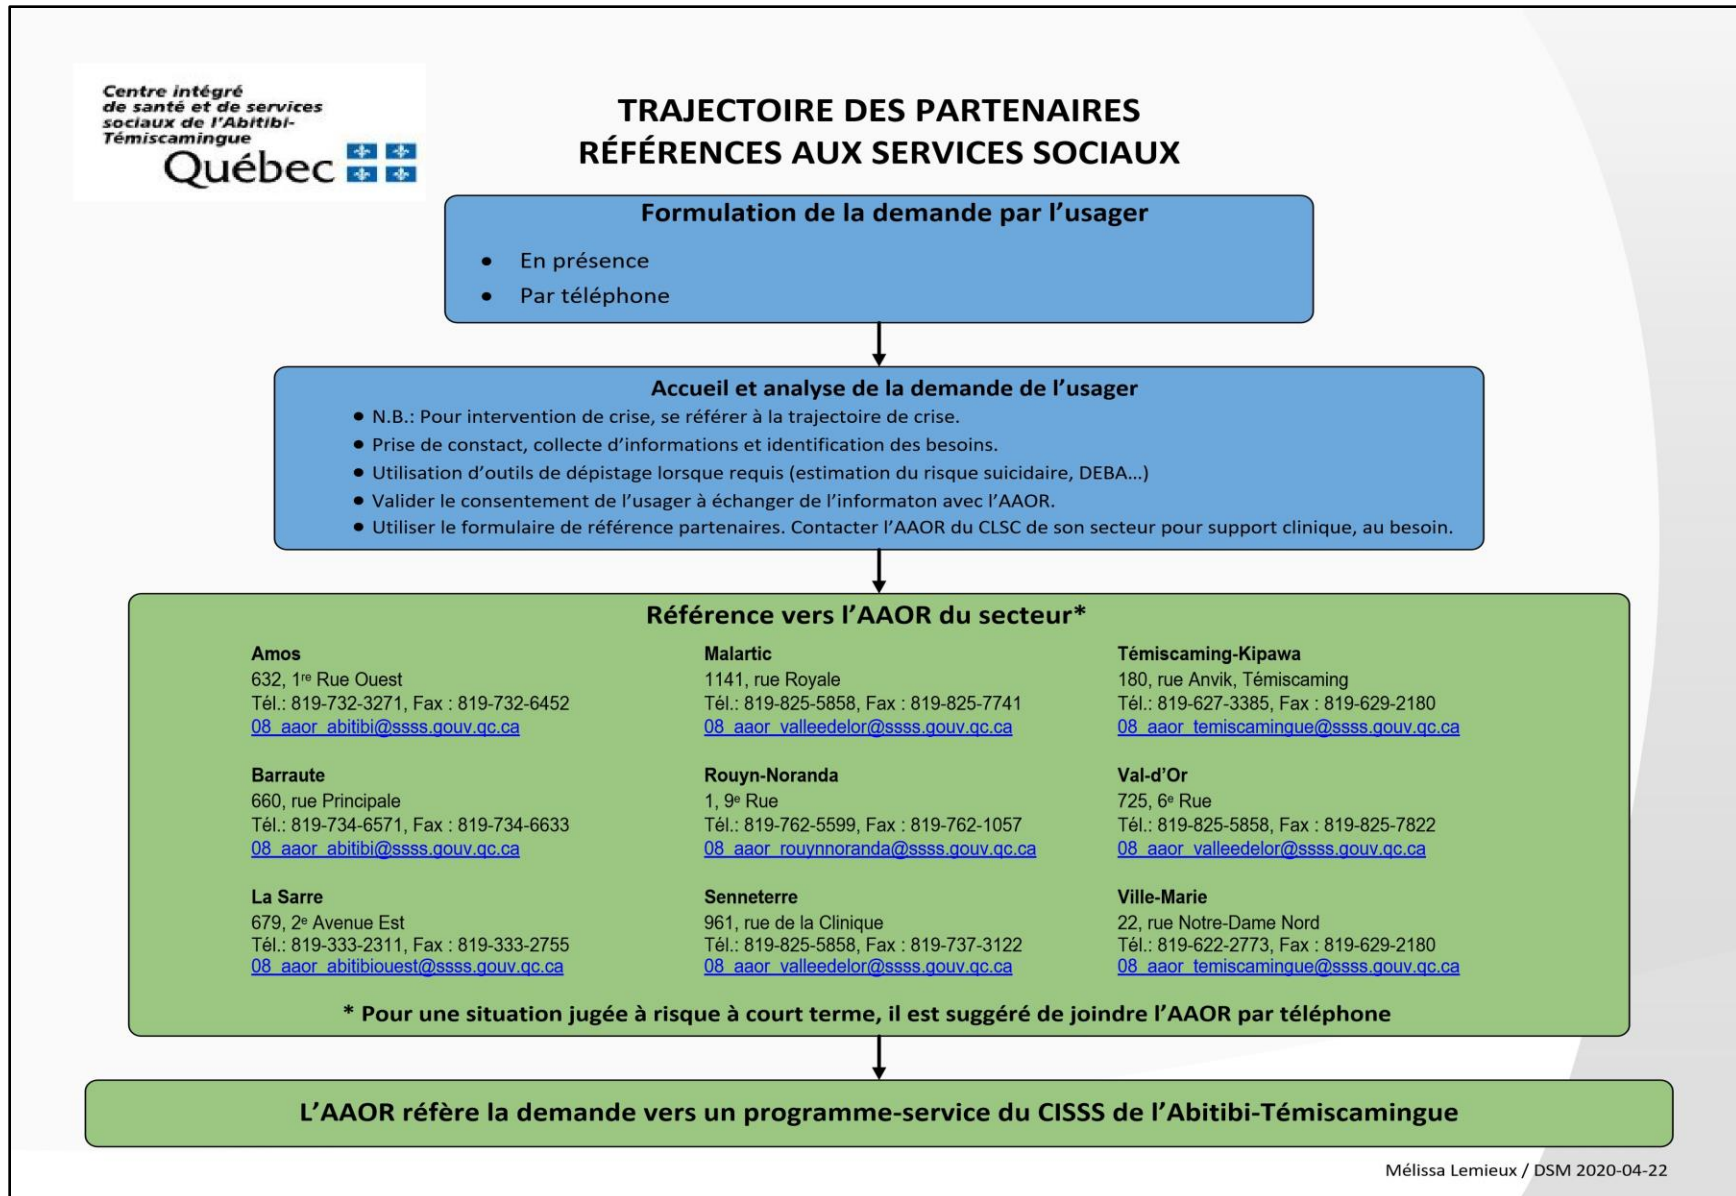 Centre intégré
de santé et de services
sociaux de l'Abitibi-
Témiscamingue
Québec
TRAJECTOIRE DES PARTENAIRES
RÉFÉRENCES AUX SERVICES SOCIAUX
Formulation de la demande par l'usager
• En présence
• Par téléphone
Accueil et analyse de la demande de l'usager
• N.B.: Pour intervention de crise, se référer à la trajectoire de crise.
• Prise de constact, collecte d'informations et identification des besoins.
• Utilisation d'outils de dépistage lorsque requis (estimation du risque suicidaire, DEBA...)
• Valider le consentement de l'usager à échanger de l'informaton avec l'AAOR.
• Utiliser le formulaire de référence partenaires. Contacter l'AAOR du CLSC de son secteur pour support clinique, au besoin.
Référence vers l'AAOR du secteur*
Amos
632, 1re Rue Ouest
Tél.: 819-732-3271, Fax : 819-732-6452
08_aaor_abitibi@ssss.gouv.qc.ca
Barraute
660, rue Principale
Tél.: 819-734-6571, Fax : 819-734-6633
08_aaor_abitibi@ssss.gouv.qc.ca
La Sarre
679, 2e Avenue Est
Tél.: 819-333-2311, Fax : 819-333-2755
08_aaor_abitibiouest@ssss.gouv.qc.ca
Malartic
1141, rue Royale
Tél.: 819-825-5858, Fax : 819-825-7741
08_aaor_valleedelor@ssss.gouv.qc.ca
Rouyn-Noranda
1, 9e Rue
Tél.: 819-762-5599, Fax : 819-762-1057
08_aaor_rouynnoranda@ssss.gouv.qc.ca
Senneterre
961, rue de la Clinique
Tél.: 819-825-5858, Fax : 819-737-3122
08_aaor_valleedelor@ssss.gouv.qc.ca
Témiscaming-Kipawa
180, rue Anvik, Témiscaming
Tél.: 819-627-3385, Fax : 819-629-2180
08_aaor_temiscamingue@ssss.gouv.qc.ca
Val-d'Or
725, 6e Rue
Tél.: 819-825-5858, Fax : 819-825-7822
08_aaor_valleedelor@ssss.gouv.qc.ca
Ville-Marie
22, rue Notre-Dame Nord
Tél.: 819-622-2773, Fax : 819-629-2180
08_aaor_temiscamingue@ssss.gouv.qc.ca
* Pour une situation jugée à risque à court terme, il est suggéré de joindre l'AAOR par téléphone
L'AAOR réfère la demande vers un programme-service du CISSS de l'Abitibi-Témiscamingue
Mélissa Lemieux / DSM 2020-04-22